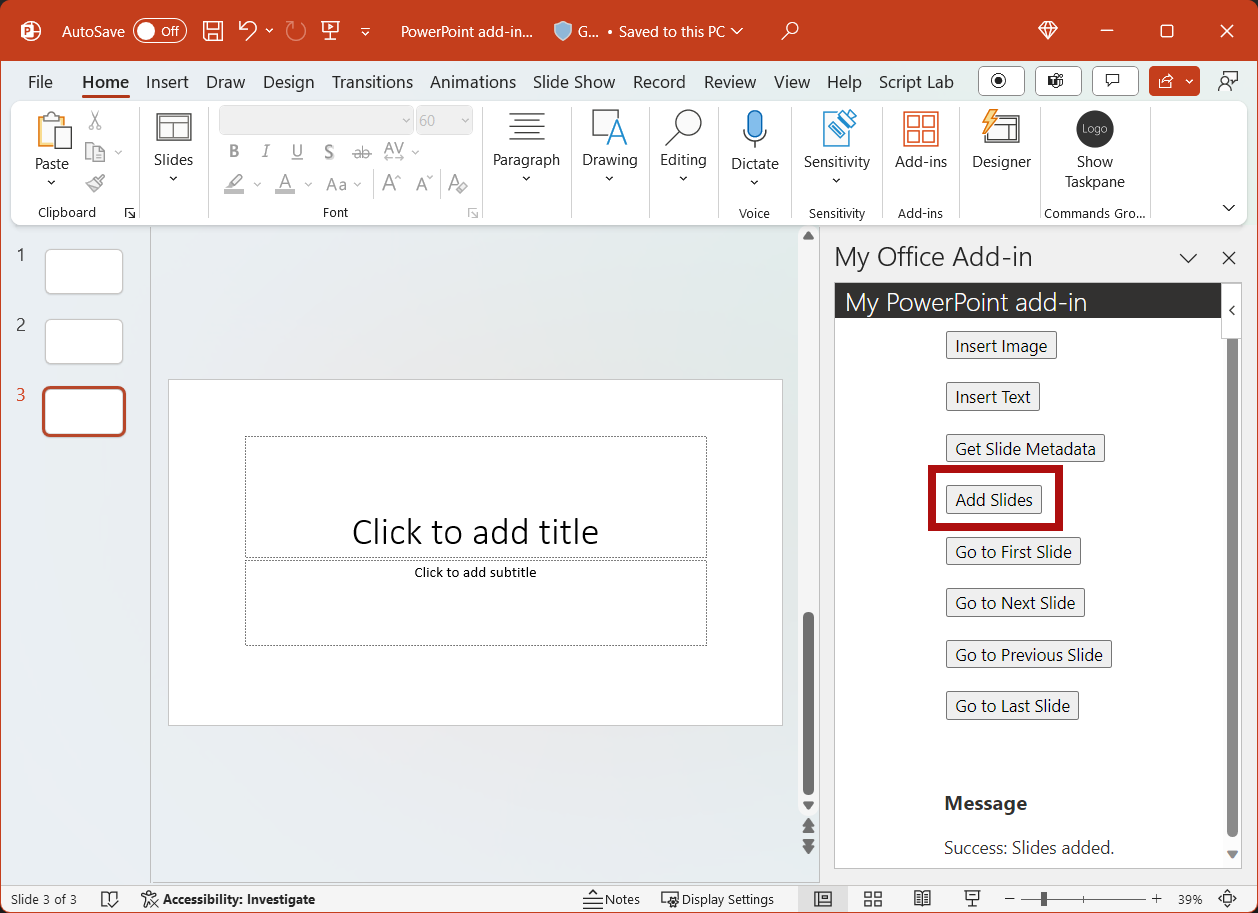 AutoSave Off PowerPoint add-in... G... • Saved to this PC
File Home Insert Draw Design Transitions Animations Slide Show Record Review View Help Script Lab
Paste
Clipboard
Slides
60
B I U S ab AV
A Aa A A A
Font
Paragraph
Drawing
Editing
Dictate
Voice
Sensitivity
Sensitivity
Add-ins
Add-ins
Designer
Logo
Show
Taskpane
Commands Gro...
1
2
3
Click to add title
Click to add subtitle
My Office Add-in
My PowerPoint add-in
Insert Image
Insert Text
Get Slide Metadata
Add Slides
Go to First Slide
Go to Next Slide
Go to Previous Slide
Go to Last Slide
Message
Success: Slides added.
Slide 3 of 3 Accessibility: Investigate Notes Display Settings 39%